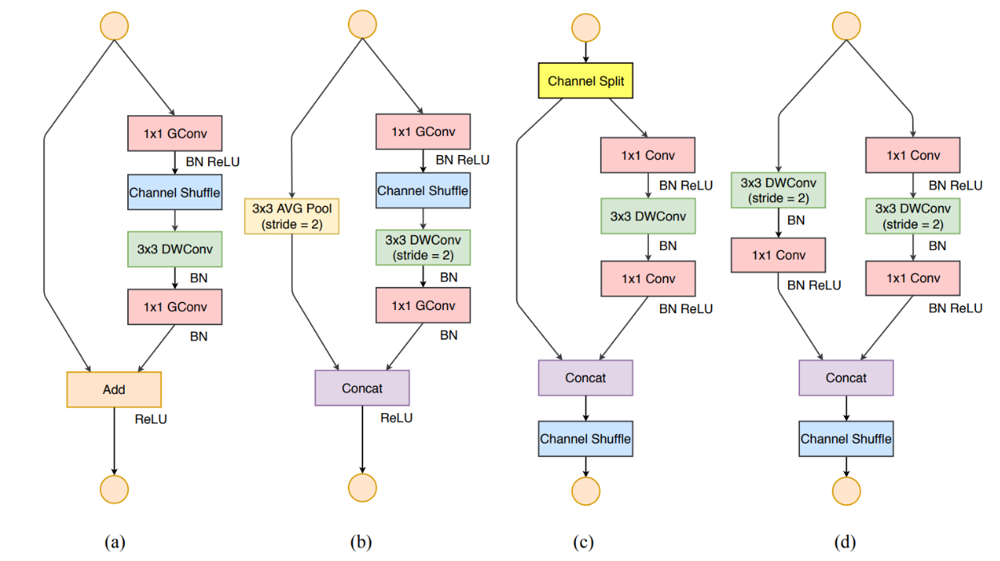 1x1 GConv
BN ReLU
Channel Shuffle
3x3 DWConv
BN
1x1 GConv
BN
Add
ReLU
(a)
1x1 GConv
BN ReLU
Channel Shuffle
3x3 AVG Pool
(stride = 2)
3x3 DWConv
(stride = 2)
BN
1x1 GConv
BN
Concat
ReLU
(b)
Channel Split
1x1 Conv
BN ReLU
3x3 DWConv
BN
1x1 Conv
BN ReLU
Concat
Channel Shuffle
(c)
3x3 DWConv
(stride = 2)
BN
1x1 Conv
BN ReLU
1x1 Conv
BN ReLU
3x3 DWConv
(stride = 2)
BN
1x1 Conv
BN ReLU
Concat
Channel Shuffle
(d)